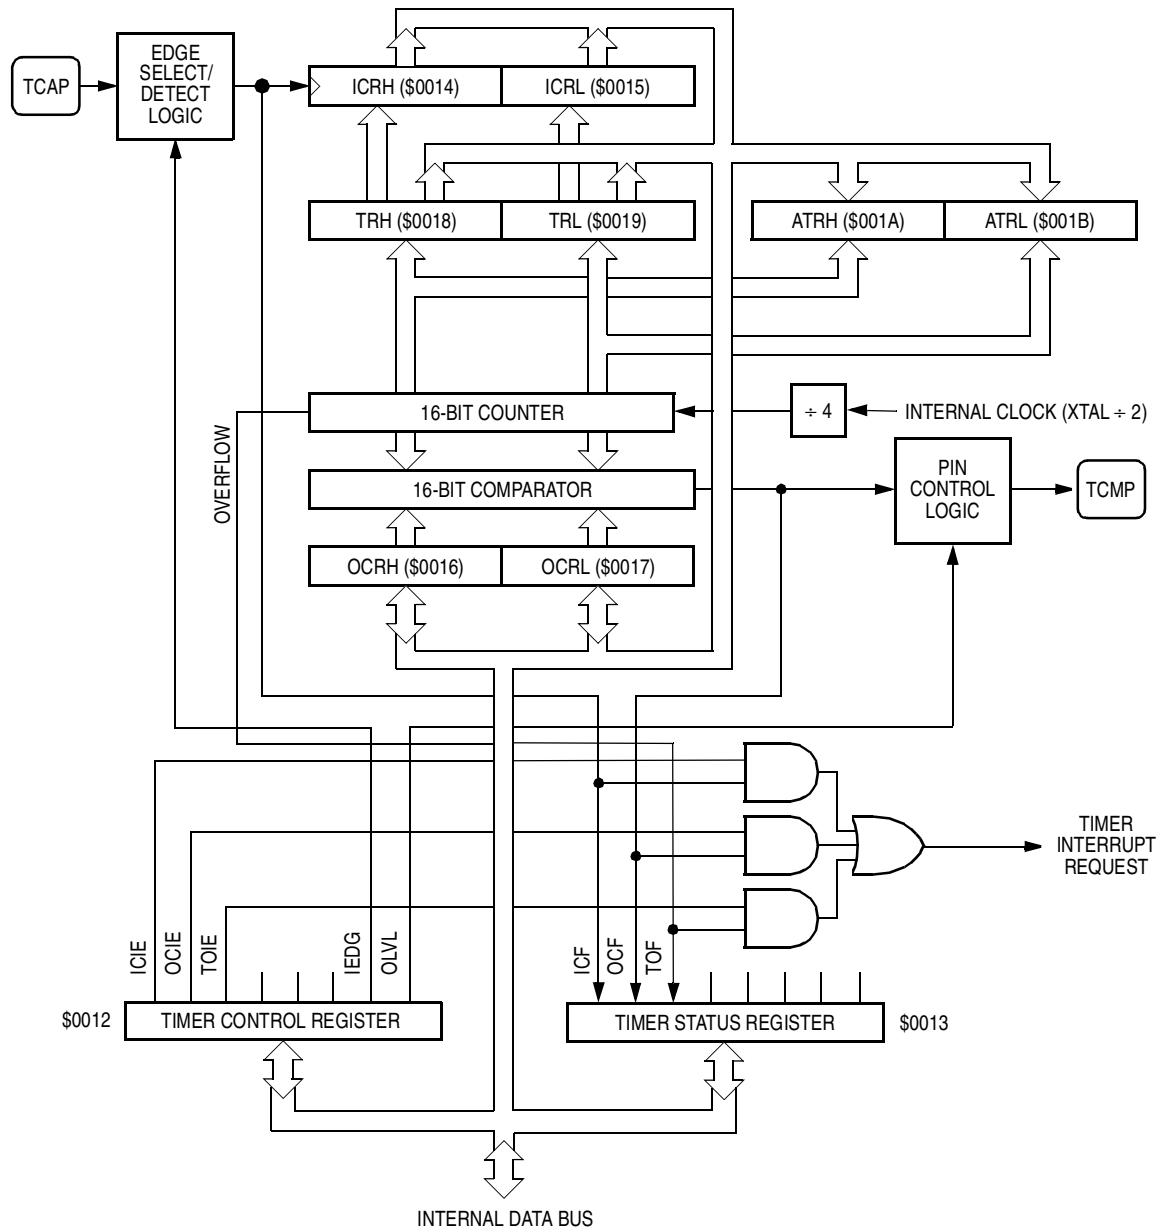 TCAP
EDGE
SELECT/
DETECT
LOGIC
ICRH ($0014)
ICRL ($0015)
TRH ($0018)
TRL ($0019)
ATRH ($001A)
ATRL ($001B)
16-BIT COUNTER
÷ 4
INTERNAL CLOCK (XTAL ÷ 2)
OVERFLOW
16-BIT COMPARATOR
PIN
CONTROL
LOGIC
TCMP
OCRH ($0016)
OCRL ($0017)
TIMER
INTERRUPT
REQUEST
ICIE
OCIE
TOIE
IEDG
OLVL
ICF
OCF
TOF
$0012
TIMER CONTROL REGISTER
TIMER STATUS REGISTER
$0013
INTERNAL DATA BUS